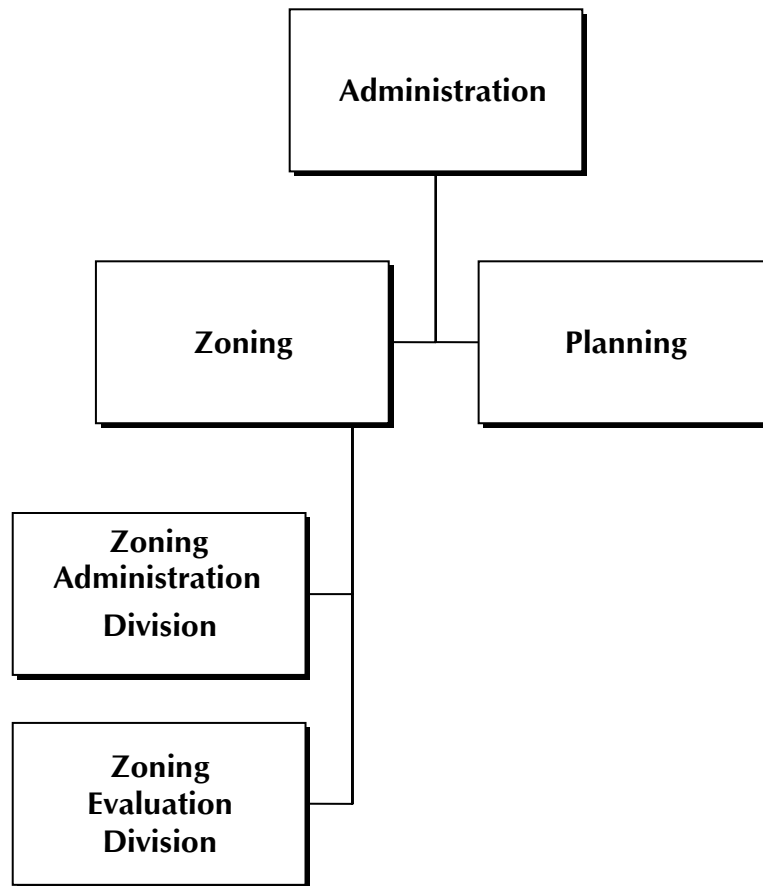 Administration
Zoning
Planning
Zoning
Administration
Division
Zoning
Evaluation
Division